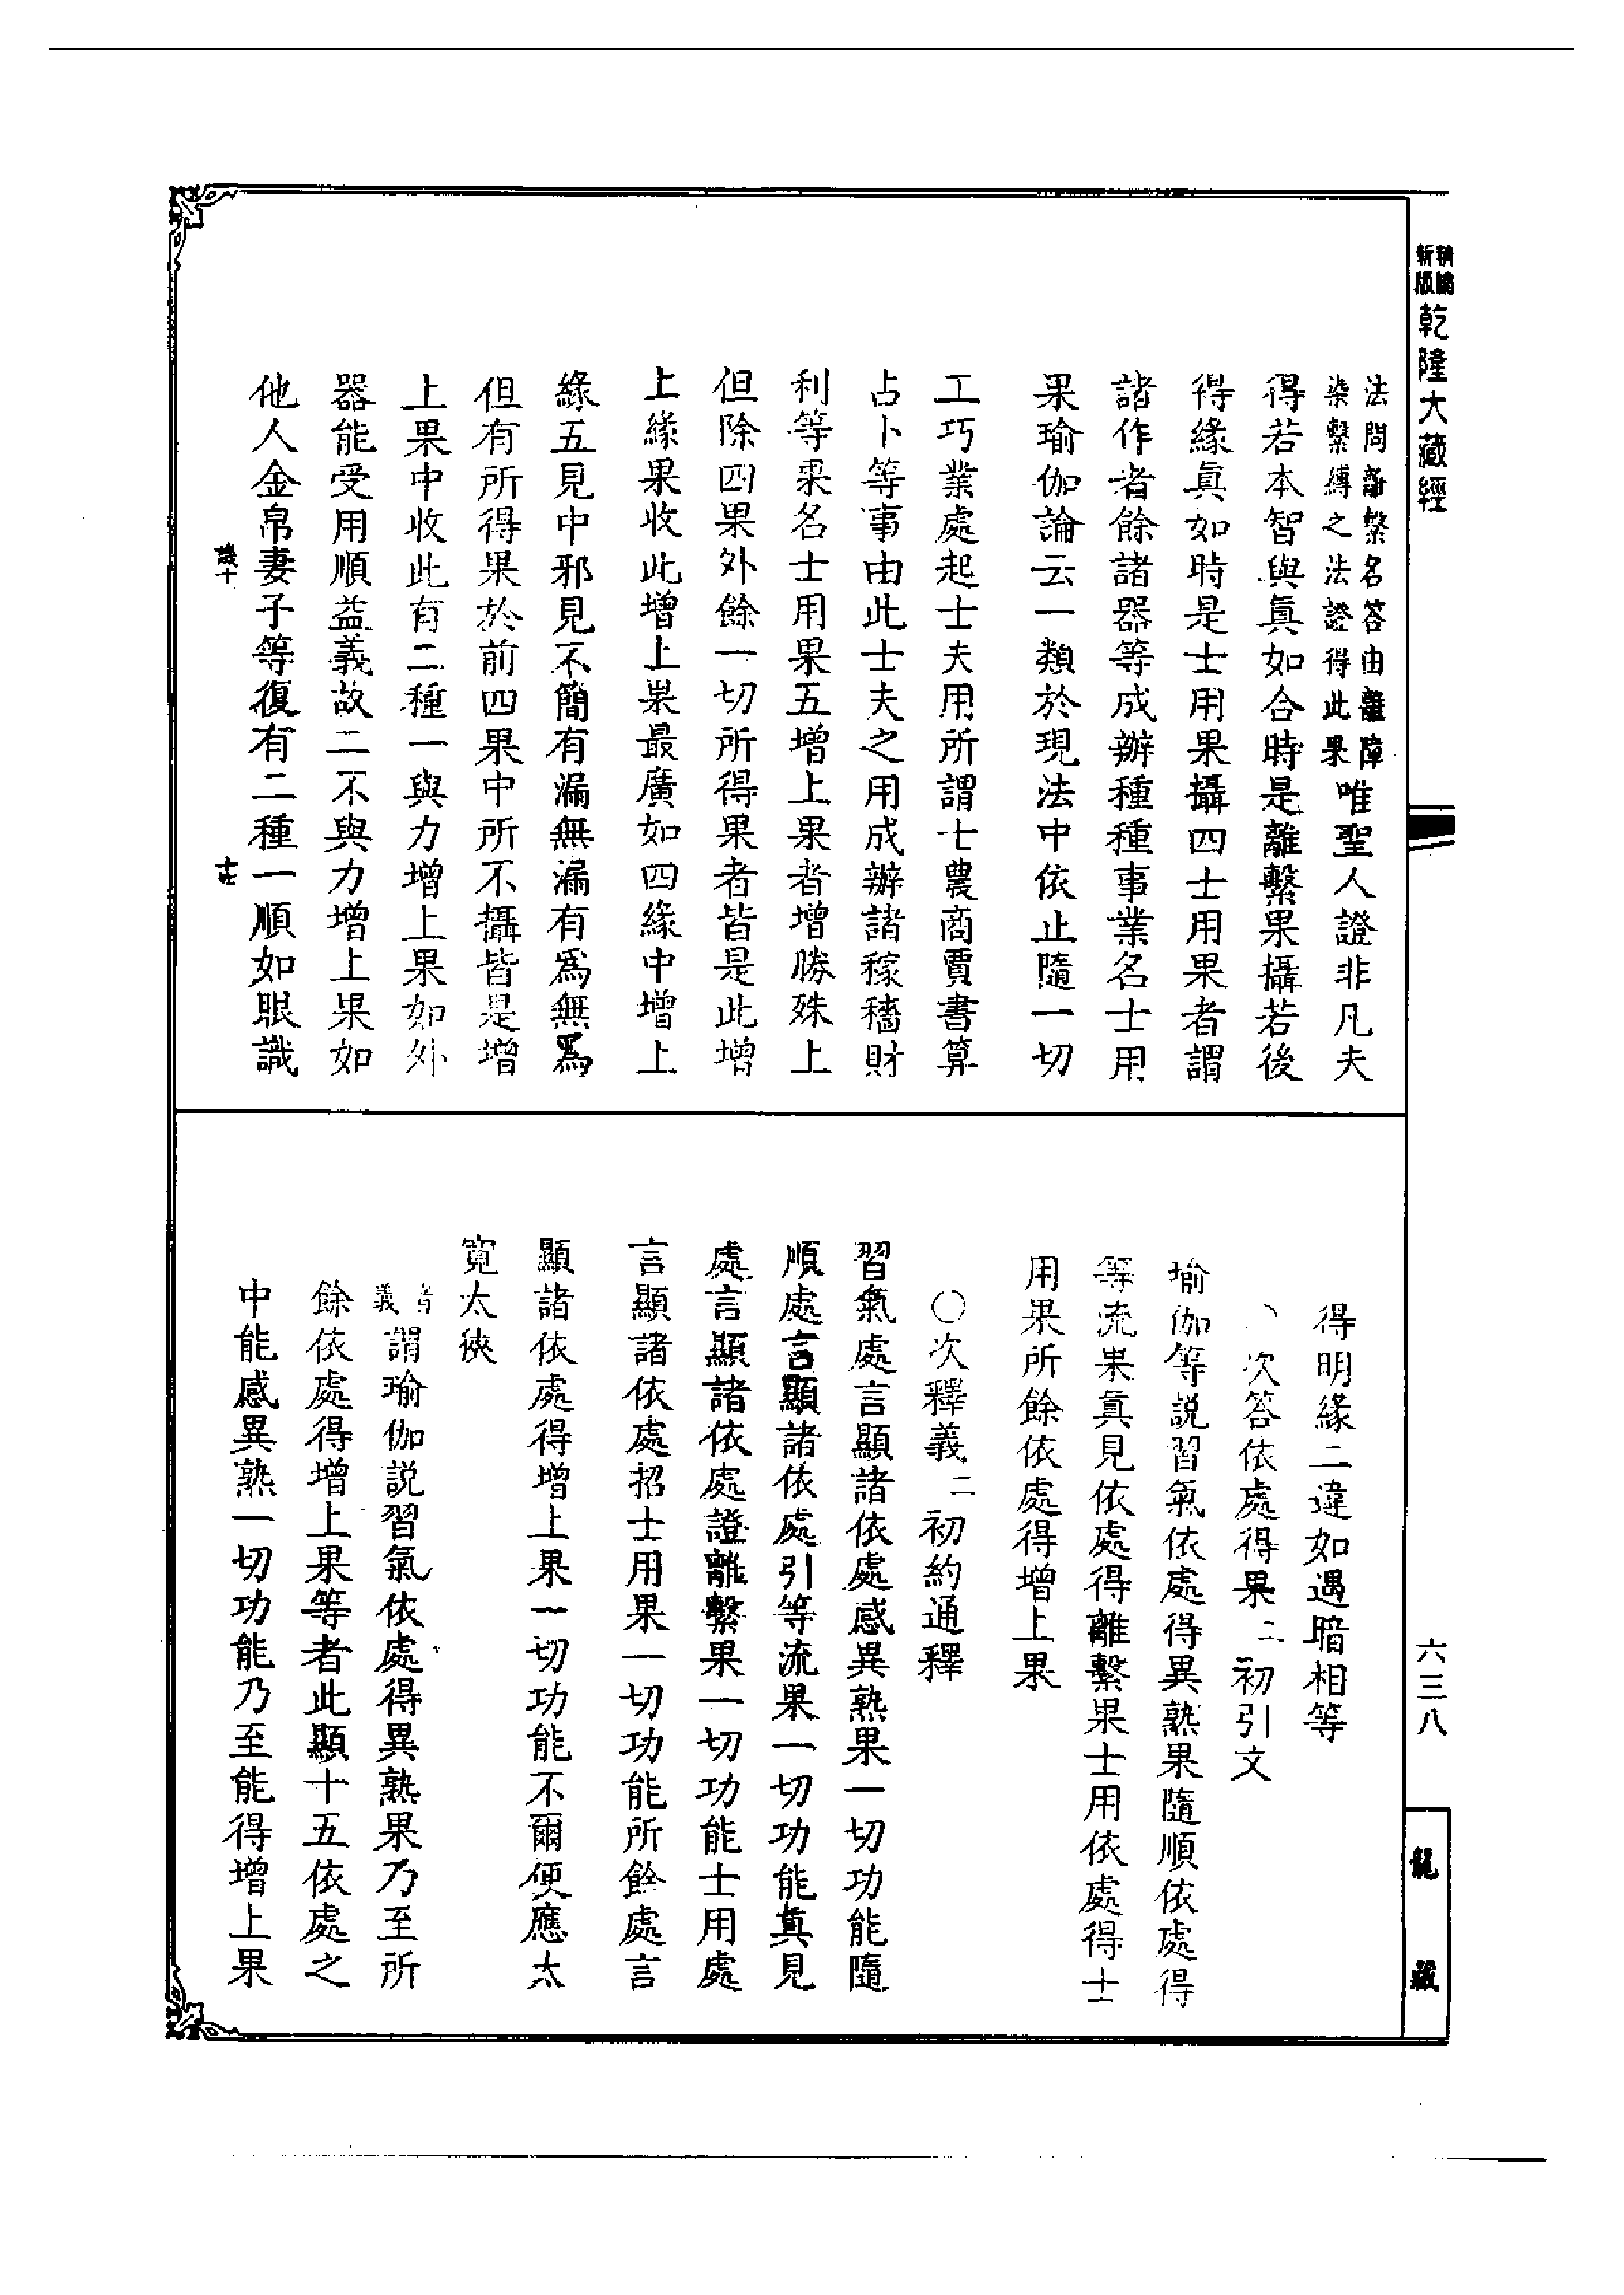 精編新版乾隆大藏經
六三八
龍藏
法問離繫名答由離障
染繫縛之法證得此果唯聖人證非凡夫
得若本智與眞如合時是離繫果攝若後
得緣眞如時是士用果攝四士用果者謂
諸作者餘諸器等成辦種種事業名士用
果瑜伽論云一類於現法中依止隨一切
工巧業處起士夫用所謂士農商賈書算
占卜等事由此士夫之用成辦諸稼穡財
利等果名士用果五增上果者增勝殊上
但除四果外餘一切所得果者皆是此增
上緣果收此增上果最廣如四緣中增上
緣五見中邪見不簡有漏無漏有爲無爲
但有所得果於前四果中所不攝皆是增
上果中收此有二種一與力增上果如外
器能受用順益義故二不與力增上果如
他人金帛妻子等復有二種一順如眼識
得明緣二違如遇暗相等
次答依處得果二初引文
瑜伽等説習氣依處得異熟果隨順依處得
等流果眞見依處得離繫果士用依處得士
用果所餘依處得增上果
○次釋義二初約通釋
習氣處言顯諸依處感異熟果一切功能隨
順處言顯諸依處引等流果一切功能眞見
處言顯諸依處證離繫果一切功能士用處
言顯諸依處招士用果一切功能所餘處言
顯諸依處得增上果一切功能不爾便應太
寬太狹
義者謂瑜伽説習氣依處得異熟果乃至所
餘依處得增上果等者此顯十五依處之
中能感異熟一切功能乃至能得增上果